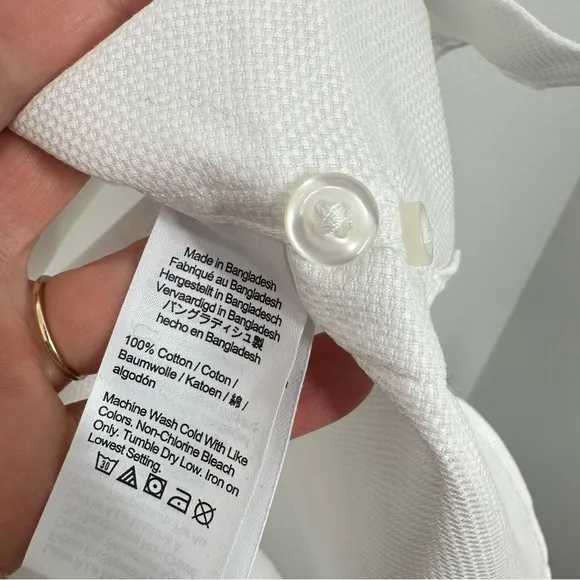 Made in Bangladesh
Fabriqué au Bangladesh
Hergestellt in Bangladesch
Vervaardigd in Bangladesh
バングラディシュ製
hecho en Bangladesh
100% Cotton / Coton /
Baumwolle / Katoen / 綿 /
algodón
Machine Wash Cold With Like
Colors. Non-Chlorine Bleach
Only. Tumble Dry Low. Iron on
Lowest Setting.
30